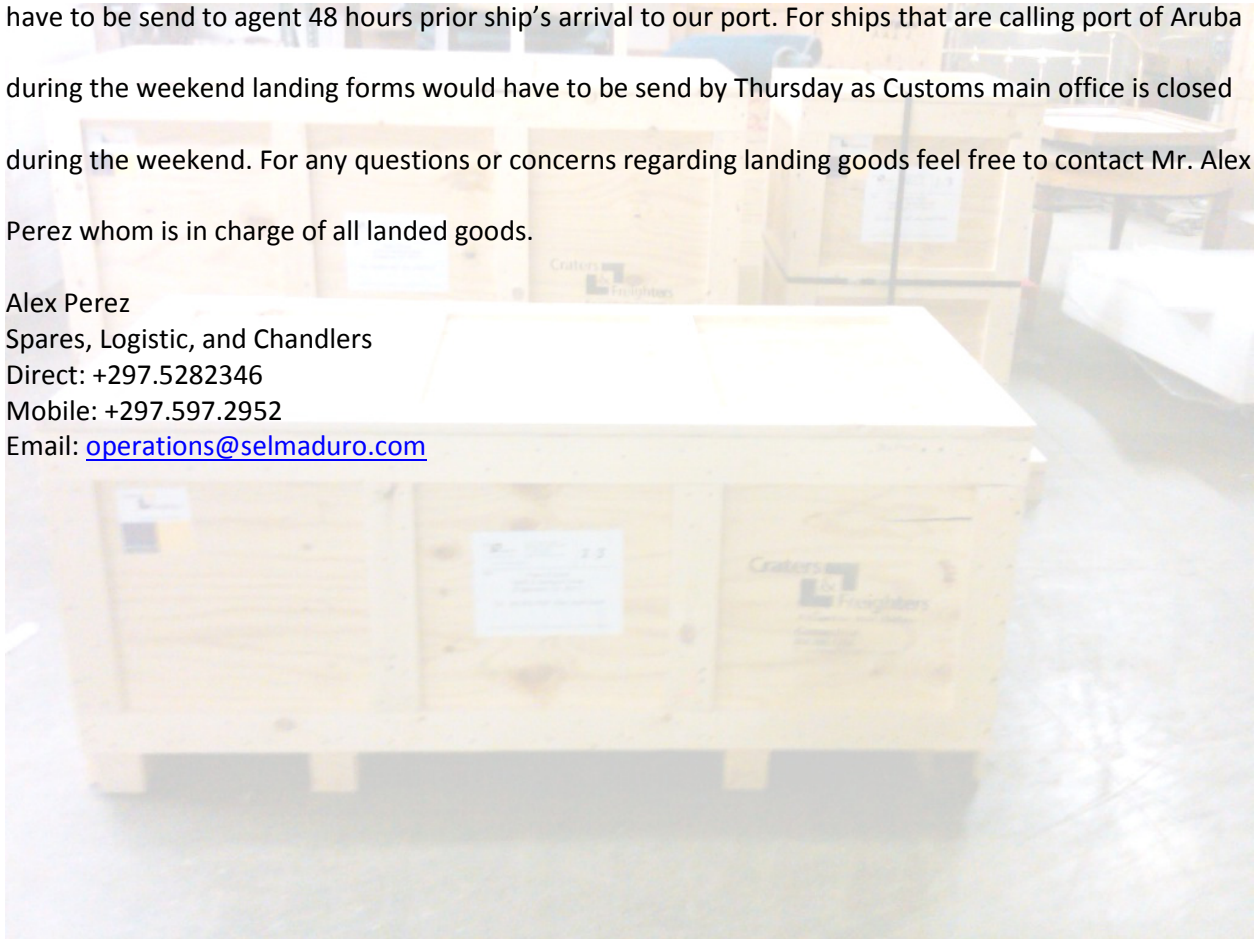 have to be send to agent 48 hours prior ship’s arrival to our port. For ships that are calling port of Aruba
during the weekend landing forms would have to be send by Thursday as Customs main office is closed
during the weekend. For any questions or concerns regarding landing goods feel free to contact Mr. Alex
Perez whom is in charge of all landed goods.
Alex Perez
Spares, Logistic, and Chandlers
Direct: +297.5282346
Mobile: +297.597.2952
Email: operations@selmaduro.com
Craters
&
Freighters
Craters
&
Freighters